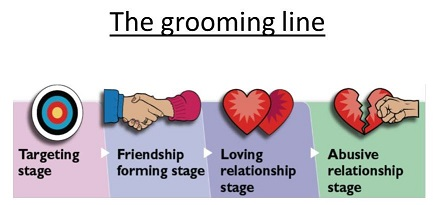 The grooming line
Targeting
stage
Friendship
forming stage
Loving
relationship
stage
Abusive
relationship
stage